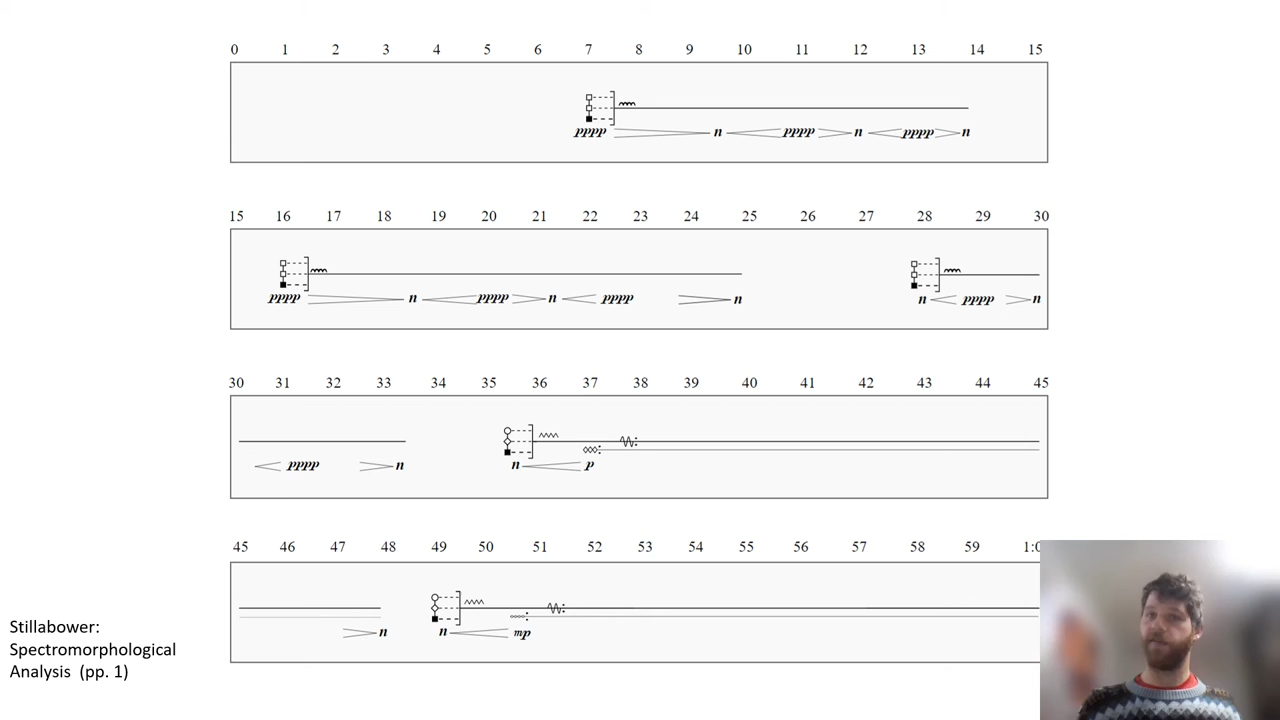 0 1 2 3 4 5 6 7 8 9 10 11 12 13 14 15
pppp n pppp n pppp n
15 16 17 18 19 20 21 22 23 24 25 26 27 28 29 30
pppp n pppp n pppp n n pppp n
30 31 32 33 34 35 36 37 38 39 40 41 42 43 44 45
pppp n n p
45 46 47 48 49 50 51 52 53 54 55 56 57 58 59
n n mp
Stillabower:
Spectromorphological
Analysis (pp. 1)